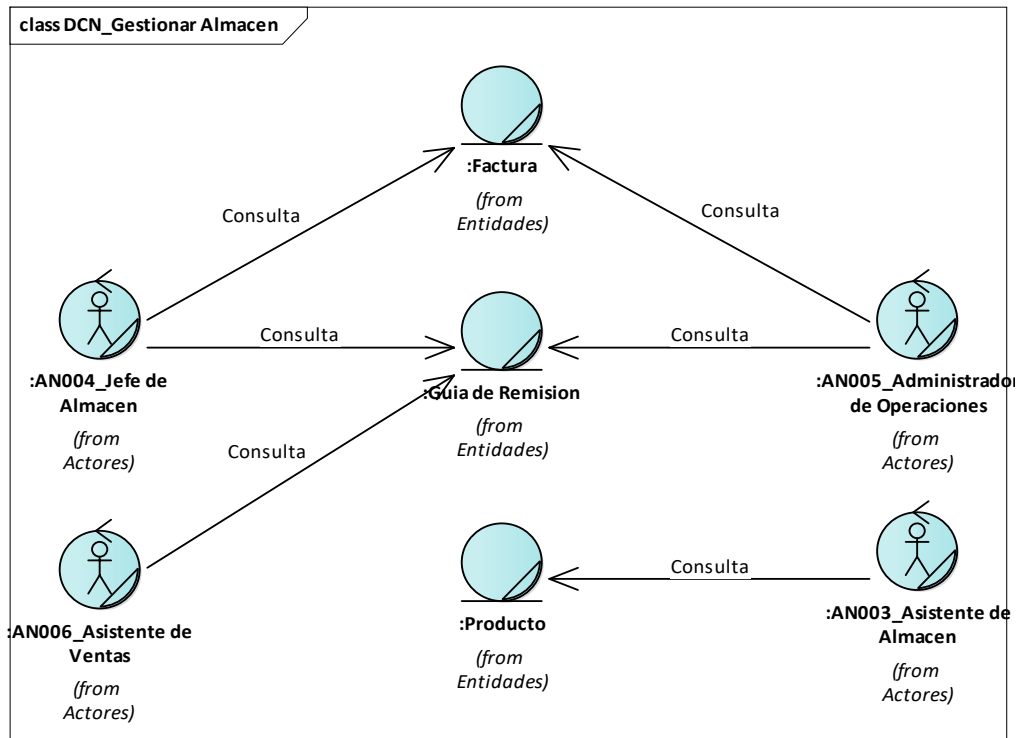 class DCN_Gestionar Almacen
:Factura
(from
Entidades)
Consulta
Consulta
:AN004_Jefe de
Almacen
(from
Actores)
Consulta
:Guia de Remision
(from
Entidades)
Consulta
:AN005_Administrador
de Operaciones
(from
Actores)
Consulta
:AN006_Asistente de
Ventas
(from
Actores)
:Producto
(from
Entidades)
Consulta
:AN003_Asistente de
Almacen
(from
Actores)